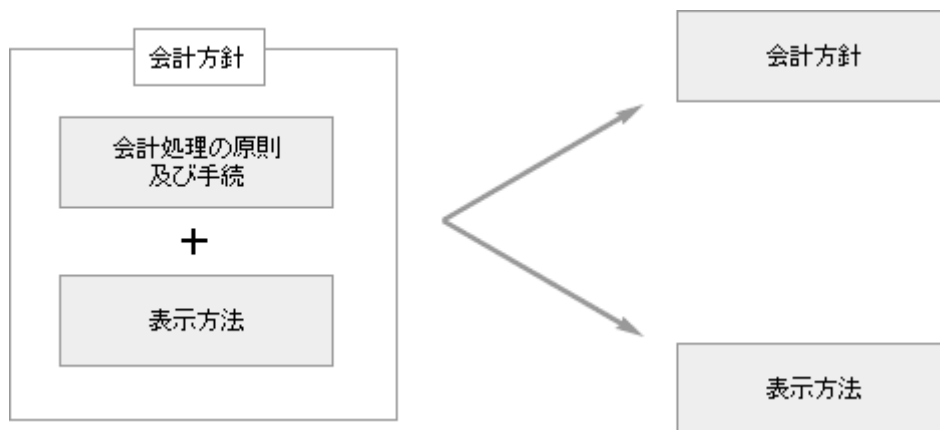 会計方針
会計処理の原則
及び手続
+
表示方法
会計方針
表示方法